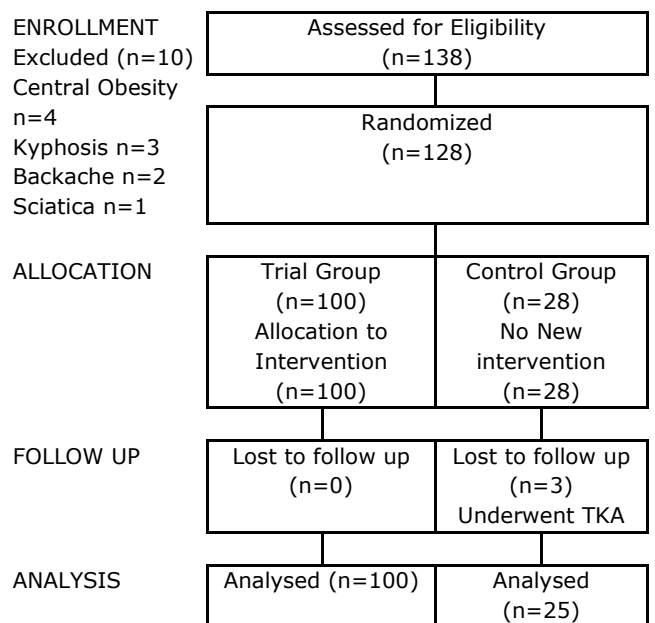 ENROLLMENT
Excluded (n=10)
Central Obesity
n=4
Kyphosis n=3
Backache n=2
Sciatica n=1
Assessed for Eligibility
(n=138)
Randomized
(n=128)
ALLOCATION
Trial Group
(n=100)
Allocation to
Intervention
(n=100)
Control Group
(n=28)
No New
intervention
(n=28)
FOLLOW UP
Lost to follow up
(n=0)
Lost to follow up
(n=3)
Underwent TKA
ANALYSIS
Analysed (n=100)
Analysed
(n=25)